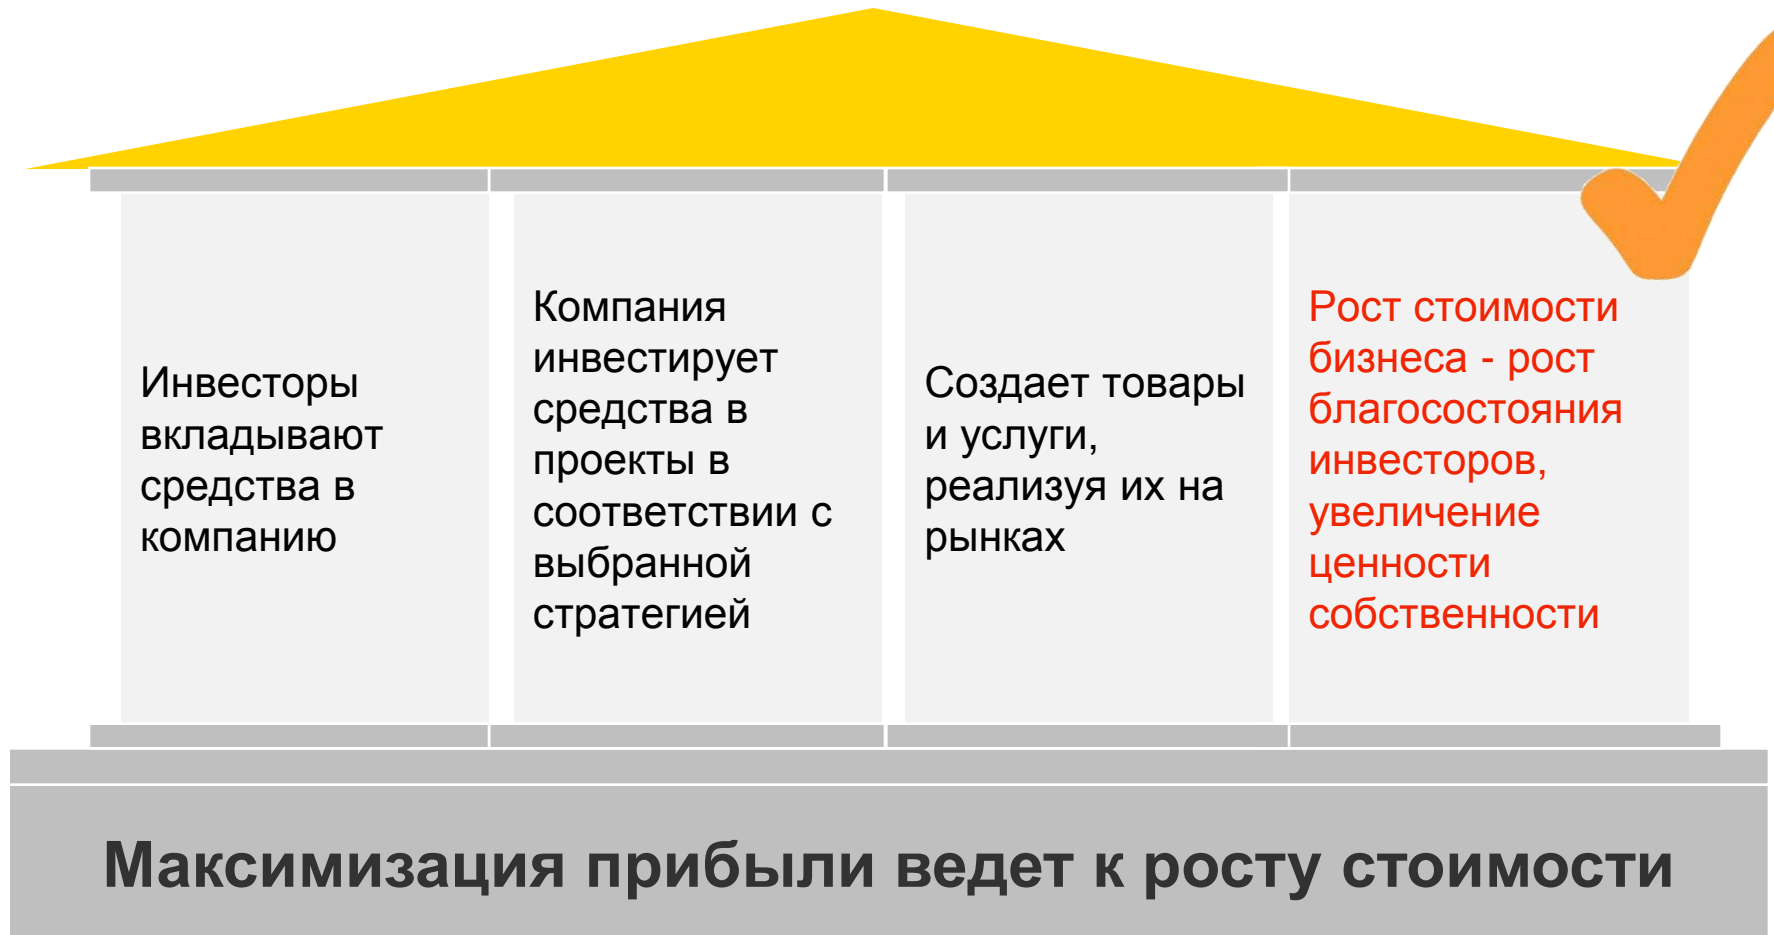 Инвесторы
вкладывают
средства в
компанию
Компания
инвестирует
средства в
проекты в
соответствии с
выбранной
стратегией
Создает товары
и услуги,
реализуя их на
рынках
Рост стоимости
бизнеса - рост
благосостояния
инвесторов,
увеличение
ценности
собственности
Максимизация прибыли ведет к росту стоимости